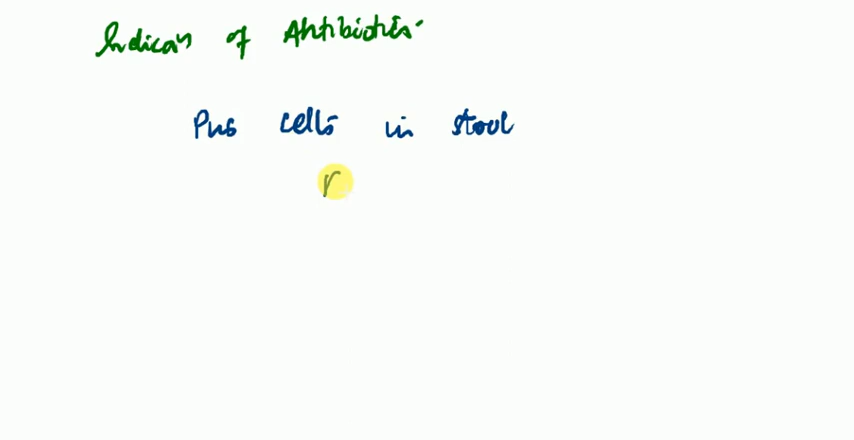 Indican of Antibiotics
Pus cells in stool
r